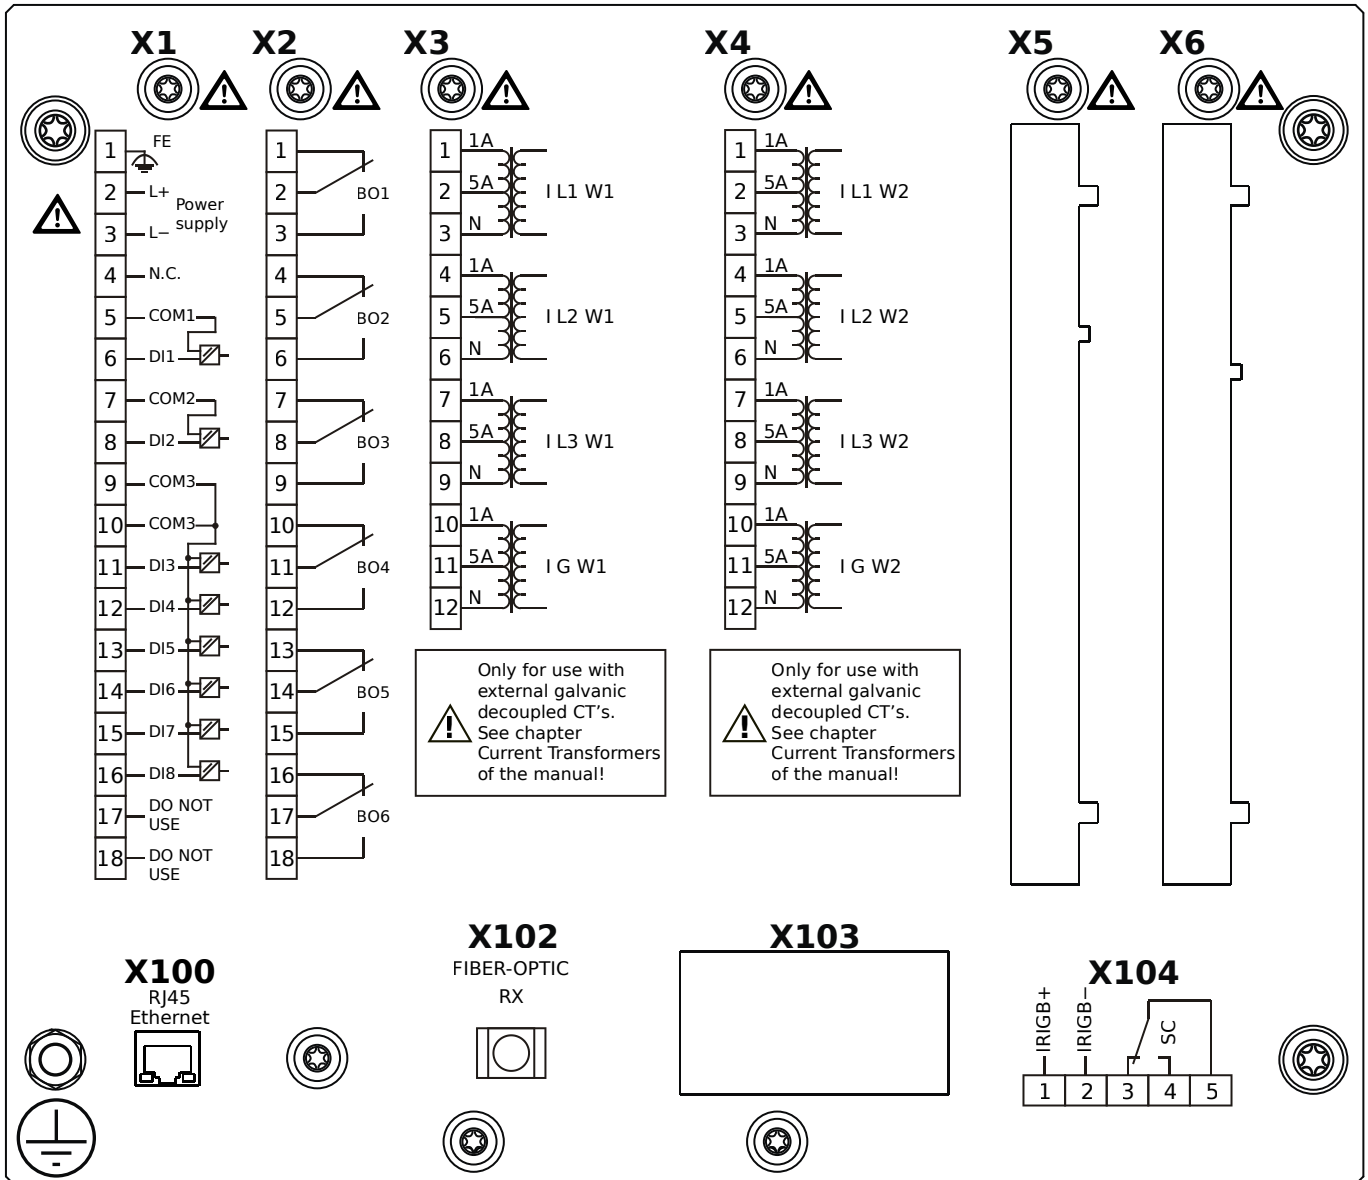 X1 X2 X3 X4 X5 X6
1 FE
2 L+
Power
supply
3 L−
4 N.C.
5 COM1
6 DI1
7 COM2
8 DI2
9 COM3
10 COM3
11 DI3
12 DI4
13 DI5
14 DI6
15 DI7
16 DI8
17 DO NOT
USE
18 DO NOT
USE
1
2 BO1
3
4
5 BO2
6
7
8 BO3
9
10
11 BO4
12
13
14 BO5
15
16
17 BO6
18
1 1A
2 5A I L1 W1
3 N
4 1A
5 5A I L2 W1
6 N
7 1A
8 5A I L3 W1
9 N
10 1A
11 5A I G W1
12 N
Only for use with
external galvanic
decoupled CT's.
See chapter
Current Transformers
of the manual!
1 1A
2 5A I L1 W2
3 N
4 1A
5 5A I L2 W2
6 N
7 1A
8 5A I L3 W2
9 N
10 1A
11 5A I G W2
12 N
Only for use with
external galvanic
decoupled CT's.
See chapter
Current Transformers
of the manual!
X100
RJ45
Ethernet
X102
FIBER-OPTIC
RX
X103
X104
IRIGB+
IRIGB−
SC
1 2 3 4 5